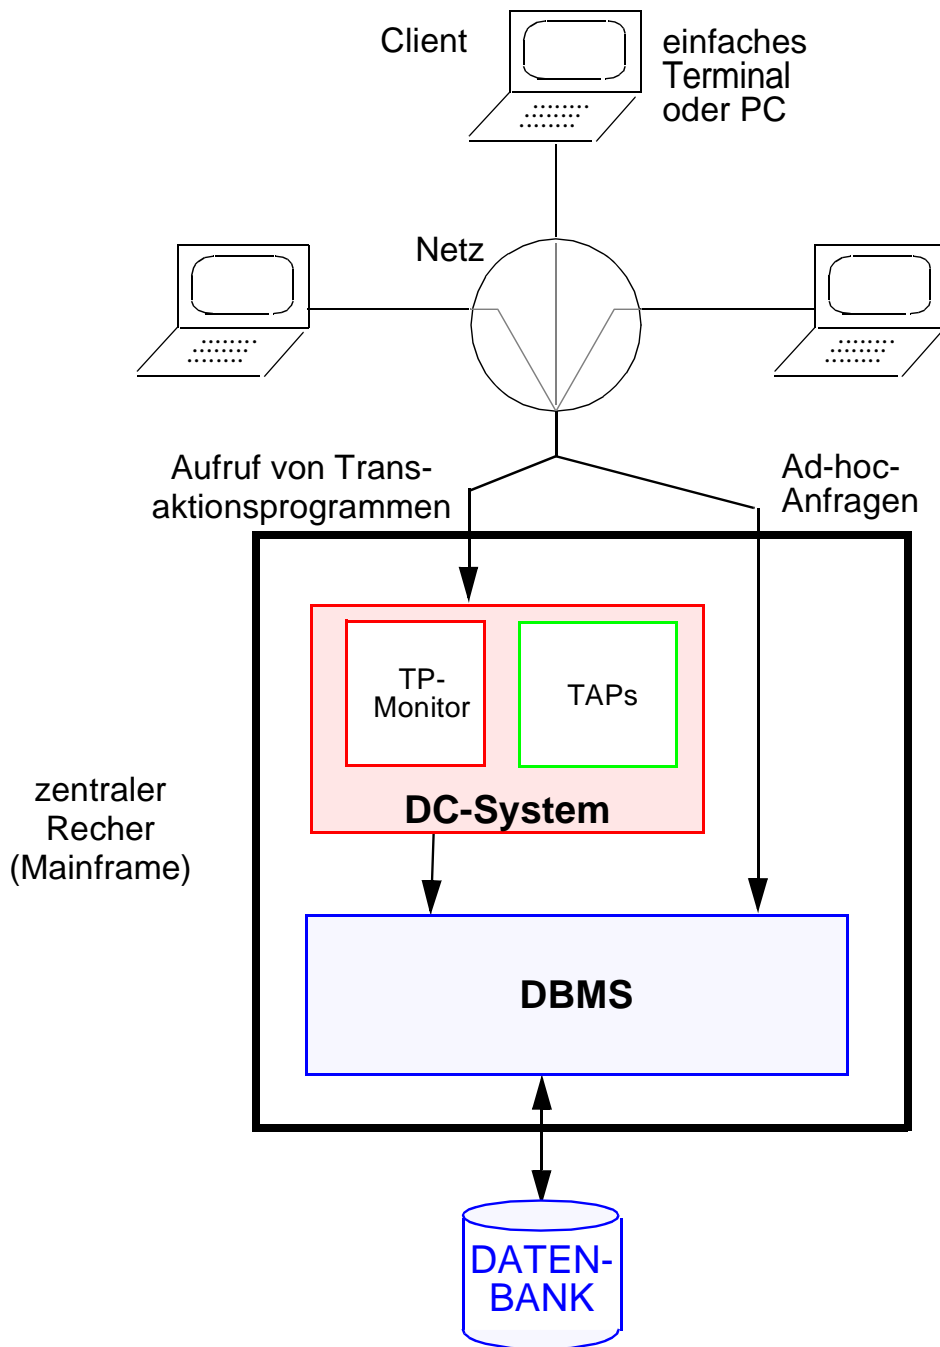 Client
einfaches
Terminal
oder PC
Netz
Aufruf von Trans-
aktionsprogrammen
Ad-hoc-
Anfragen
TP-
Monitor
TAPs
DC-System
zentraler
Recher
(Mainframe)
DBMS
DATEN-
BANK